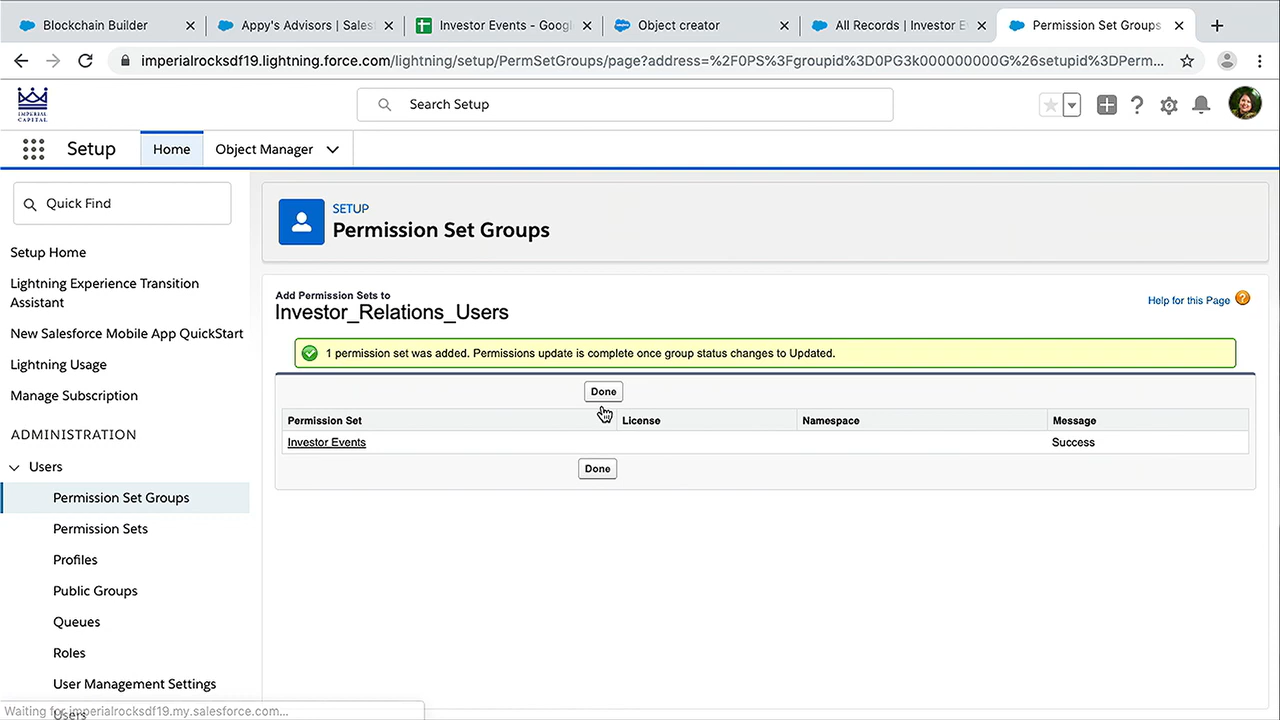 Blockchain Builder
Appy's Advisors | Sales
Investor Events - Goog
Object creator
All Records | Investor E
Permission Set Groups
imperialrocksdf19.lightning.force.com/lightning/setup/PermSetGroups/page?address=%2F0PS%3Fgroupid%3D0PG3k000000000G%26setupid%3DPerm...
IMPERIAL
CAPITAL
Search Setup
Setup
Home
Object Manager
Quick Find
Setup Home
Lightning Experience Transition
Assistant
New Salesforce Mobile App QuickStart
Lightning Usage
Manage Subscription
ADMINISTRATION
Users
Permission Set Groups
Permission Sets
Profiles
Public Groups
Queues
Roles
User Management Settings
Users
SETUP
Permission Set Groups
Add Permission Sets to
Investor_Relations_Users
Help for this Page ?
1 permission set was added. Permissions update is complete once group status changes to Updated.
Done
Permission Set License Namespace Message
Investor Events Success
Done
Waiting for imperialrocksdf19.my.salesforce.com...